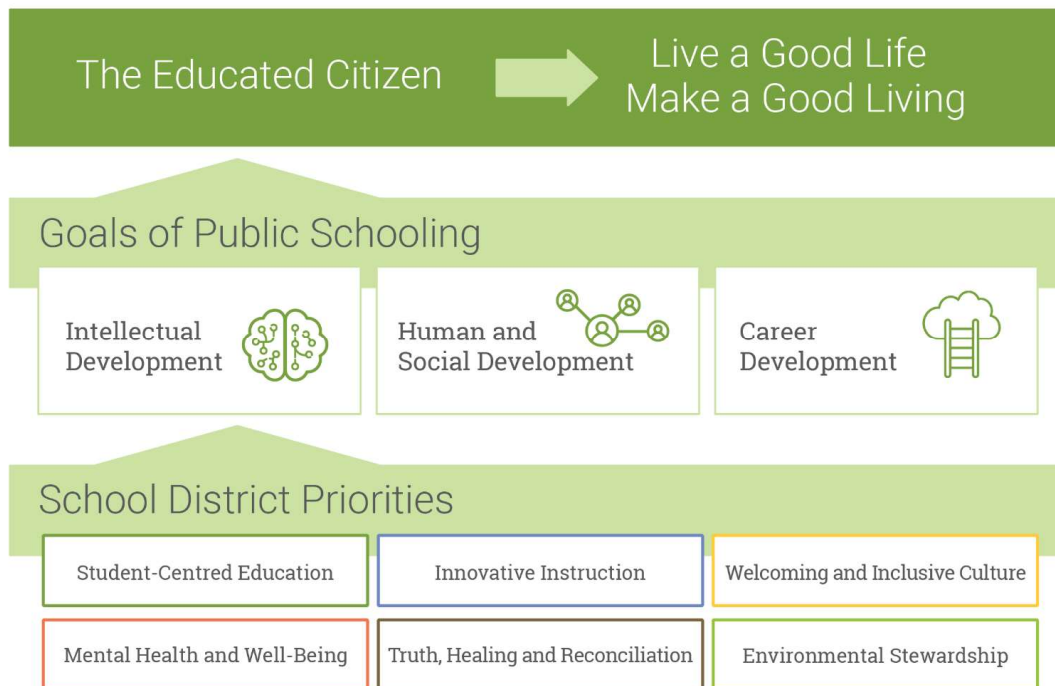 The Educated Citizen
Live a Good Life
Make a Good Living
Goals of Public Schooling
Intellectual
Development
Human and
Social Development
Career
Development
School District Priorities
Student-Centred Education
Innovative Instruction
Welcoming and Inclusive Culture
Mental Health and Well-Being
Truth, Healing and Reconciliation
Environmental Stewardship